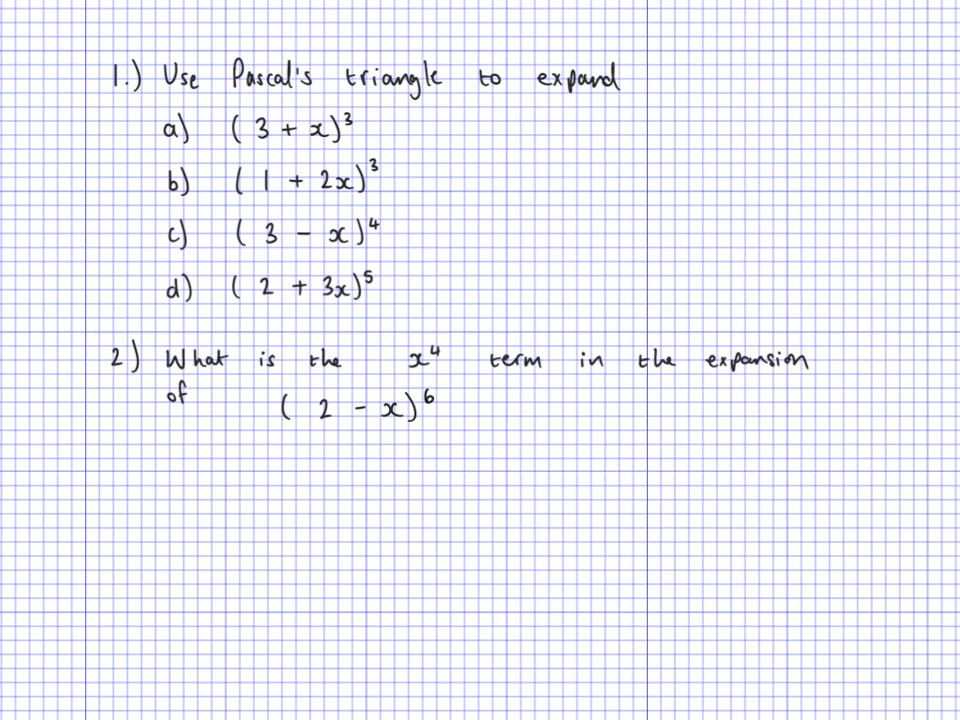 1.) Use Pascal's triangle to expand
a) (3 + x)³
b) (1 + 2x)³
c) (3 - x)⁴
d) (2 + 3x)⁵
2) What is the x⁴ term in the expansion
of (2 - x)⁶